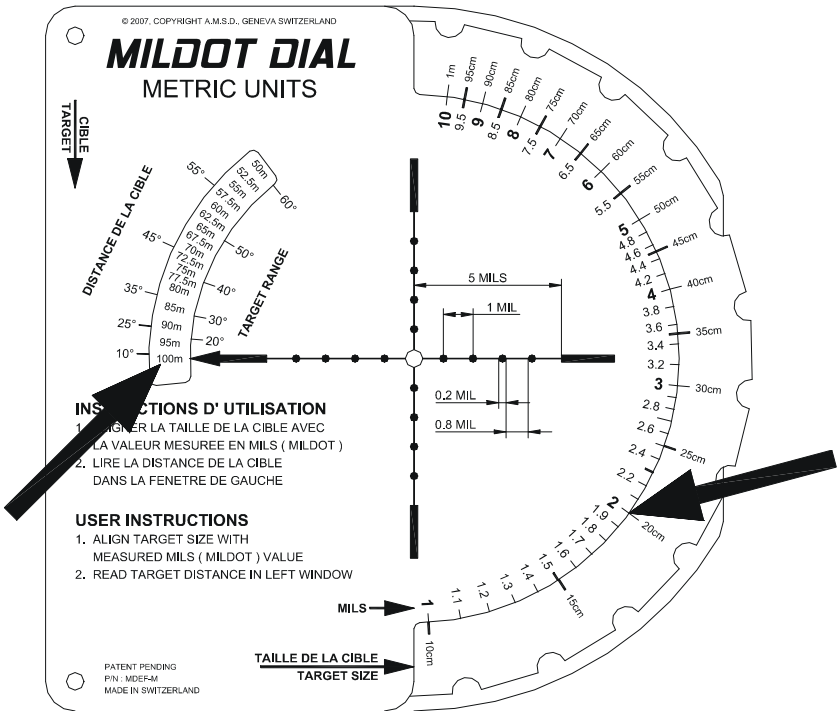 © 2007, COPYRIGHT A.M.S.D., GENEVA SWITZERLAND
MILDOT DIAL
METRIC UNITS
CIBLE
TARGET
DISTANCE DE LA CIBLE
TARGET RANGE
55°
45°
35°
25°
10°
50m
52.5m
55m
57.5m
60m
62.5m
65m
67.5m
70m
72.5m
75m
77.5m
80m
85m
90m
95m
100m
60°
50°
40°
30°
20°
5 MILS
1 MIL
0.2 MIL
0.8 MIL
1m
95cm
90cm
85cm
80cm
75cm
70cm
65cm
60cm
55cm
50cm
45cm
40cm
35cm
30cm
25cm
20cm
15cm
10cm
10
9.5
9
8.5
8
7.5
7
6.5
6
5.5
5
4.8
4.6
4.4
4.2
4
3.8
3.6
3.4
3.2
3
2.8
2.6
2.4
2.2
2
1.9
1.8
1.7
1.6
1.5
1.4
1.3
1.2
1.1
1
INSTRUCTIONS D' UTILISATION
1. ALIGNER LA TAILLE DE LA CIBLE AVEC
LA VALEUR MESUREE EN MILS ( MILDOT )
2. LIRE LA DISTANCE DE LA CIBLE
DANS LA FENETRE DE GAUCHE
USER INSTRUCTIONS
1. ALIGN TARGET SIZE WITH
MEASURED MILS ( MILDOT ) VALUE
2. READ TARGET DISTANCE IN LEFT WINDOW
MILS
TAILLE DE LA CIBLE
TARGET SIZE
PATENT PENDING
P/N : MDEF-M
MADE IN SWITZERLAND